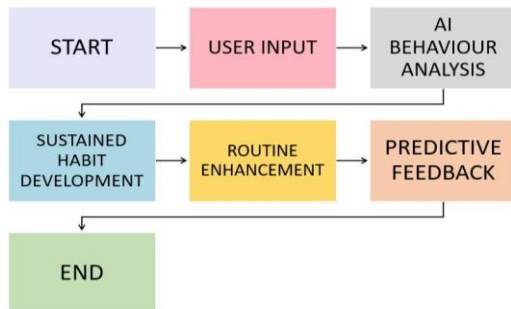 START
USER INPUT
AI
BEHAVIOUR
ANALYSIS
SUSTAINED
HABIT
DEVELOPMENT
ROUTINE
ENHANCEMENT
PREDICTIVE
FEEDBACK
END